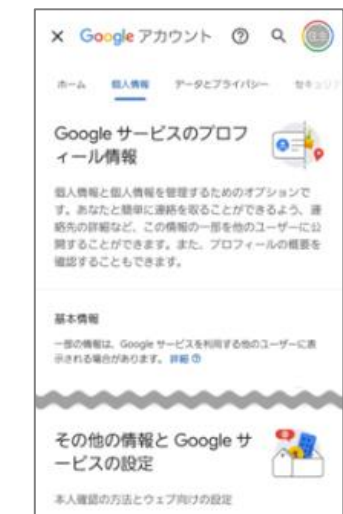 × Google アカウント
ホーム 個人情報 データとプライバシー セキュリテ
Google サービスのプロフ
ィール情報
個人情報と個人情報を管理するためのオプションで
す。あなたと簡単に連絡を取ることができるよう、連
絡先の詳細など、この情報の一部を他のユーザーに公
開することができます。また、プロフィールの概要を
確認することもできます。
基本情報
一部の情報は、Google サービスを利用する他のユーザーに表
示される場合があります。 詳細
その他の情報と Google サ
ービスの設定
本人確認の方法とウェブ向けの設定